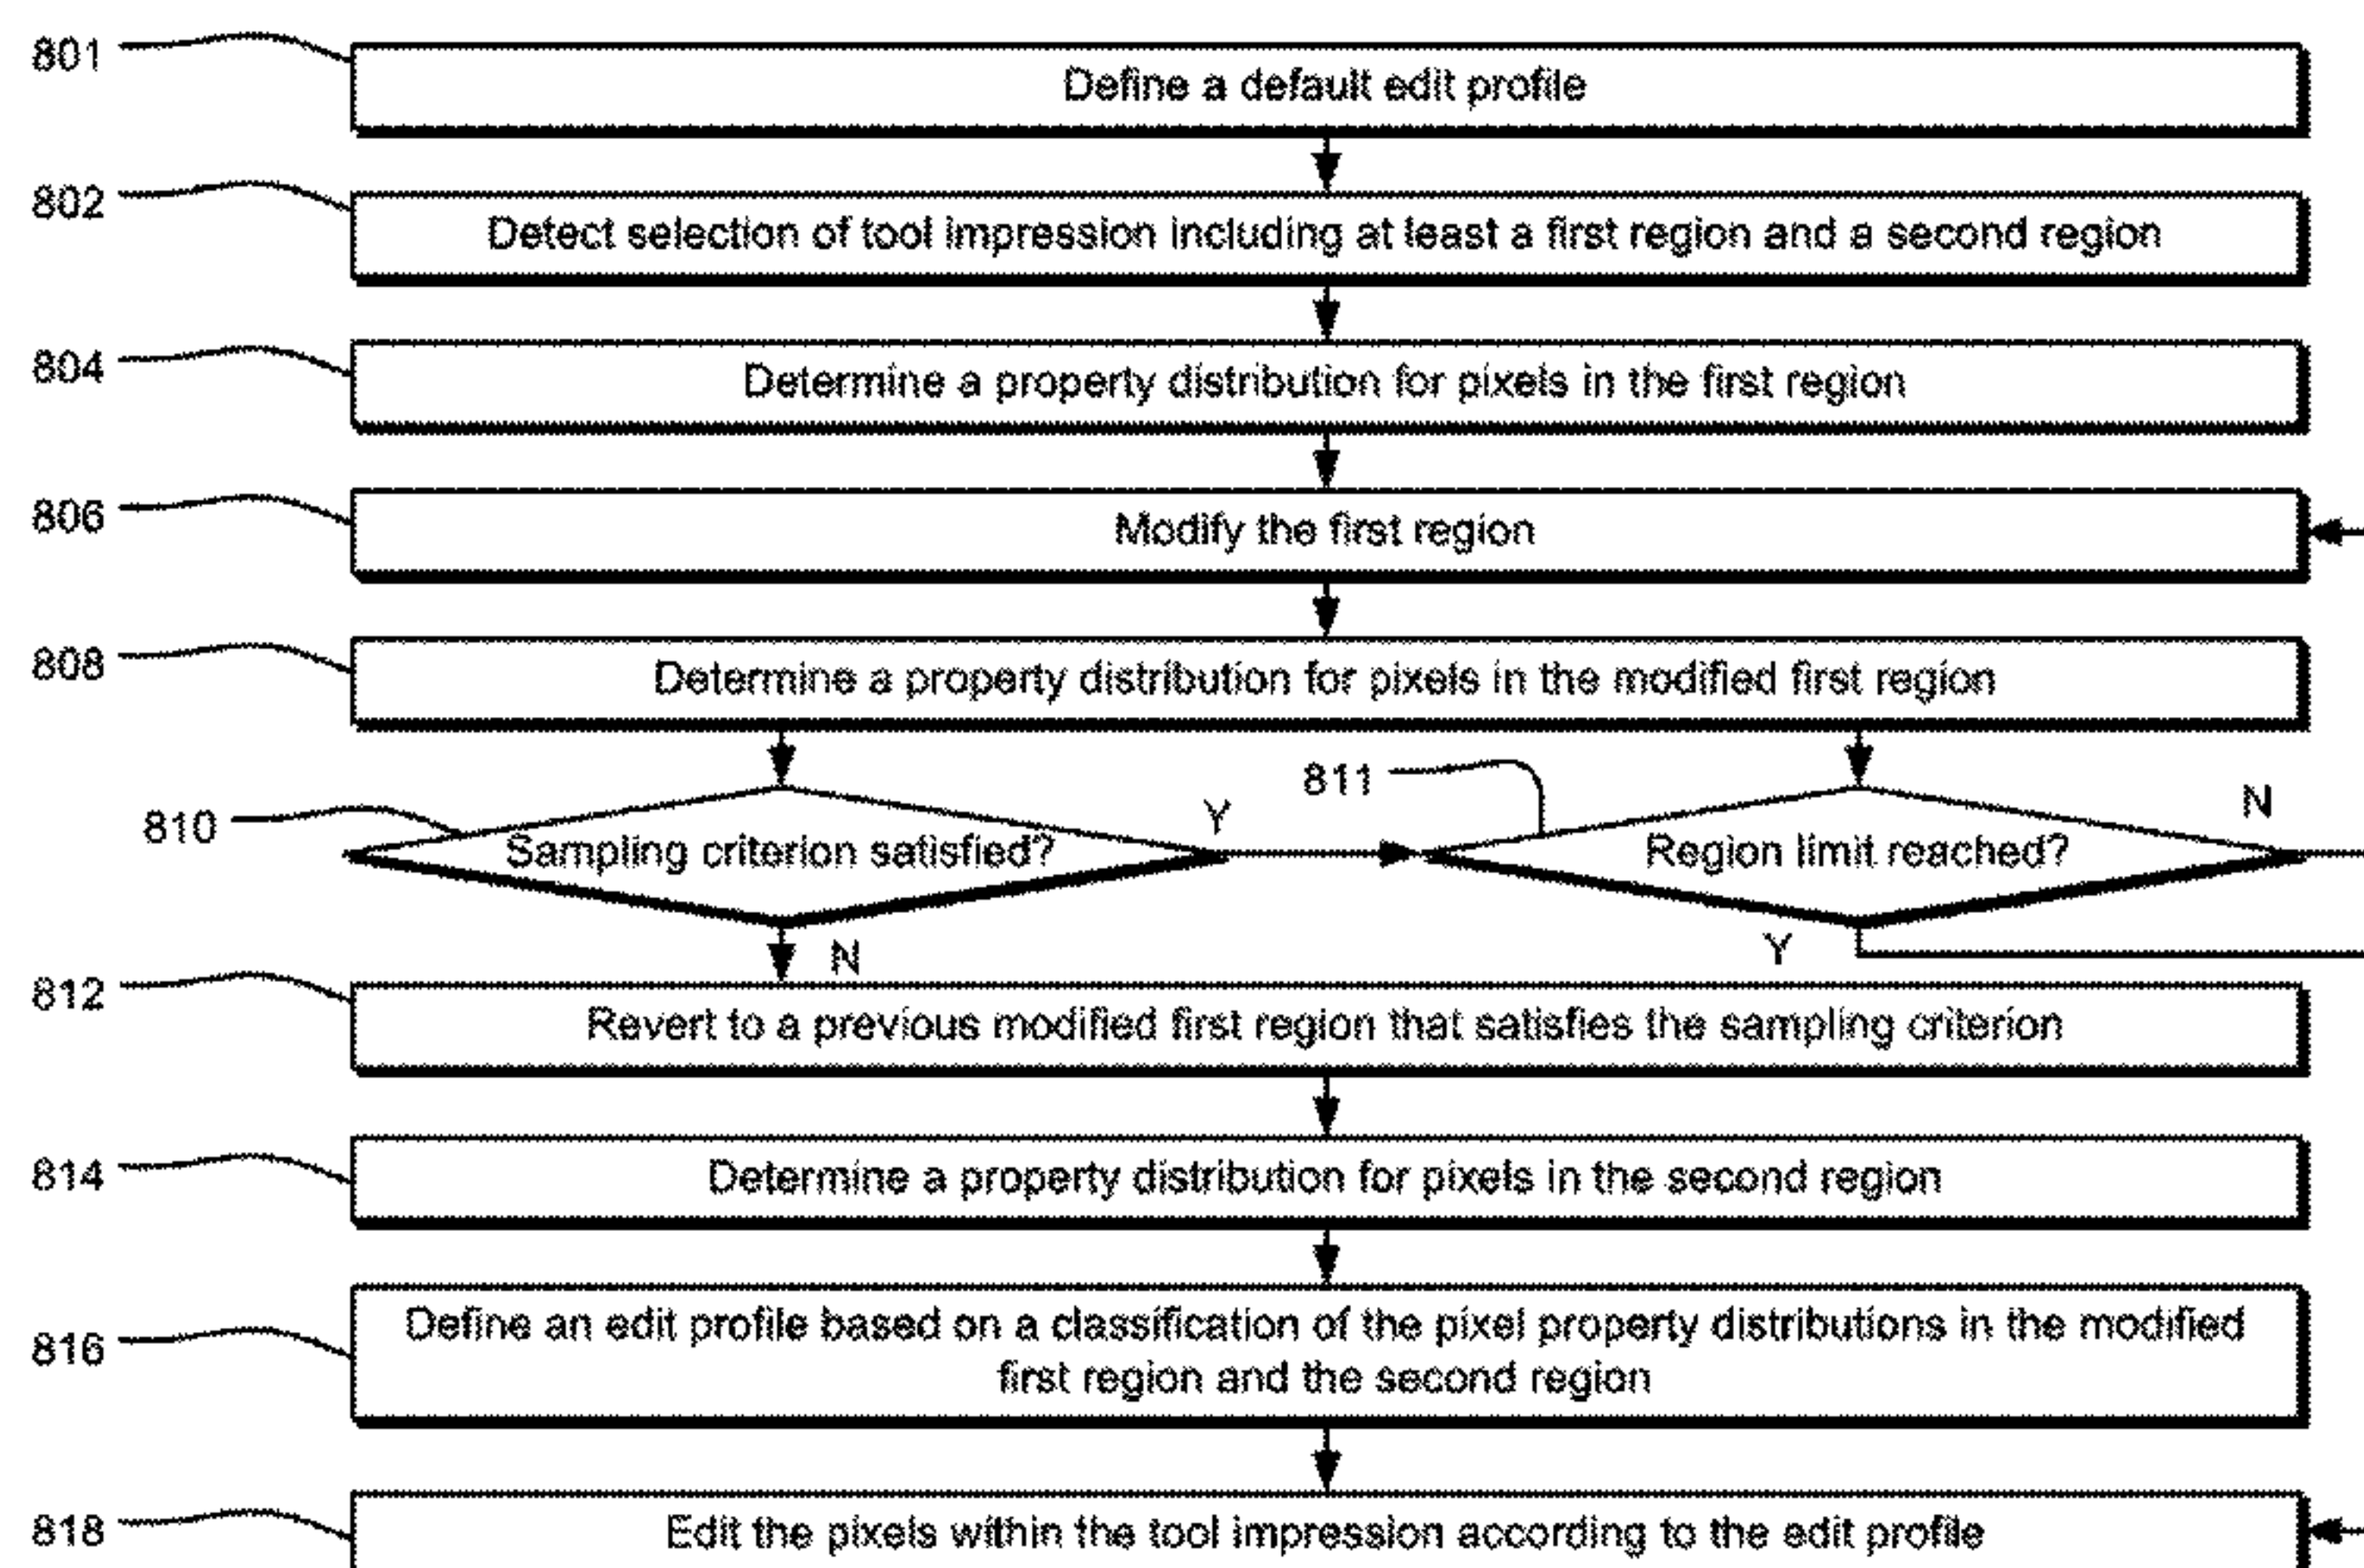 801
Define a default edit profile
802
Detect selection of tool impression including at least a first region and a second region
804
Determine a property distribution for pixels in the first region
806
Modify the first region
808
Determine a property distribution for pixels in the modified first region
810
Sampling criterion satisfied?
Y
811
Region limit reached?
N
N
Y
812
Revert to a previous modified first region that satisfies the sampling criterion
814
Determine a property distribution for pixels in the second region
816
Define an edit profile based on a classification of the pixel property distributions in the modified
first region and the second region
818
Edit the pixels within the tool impression according to the edit profile